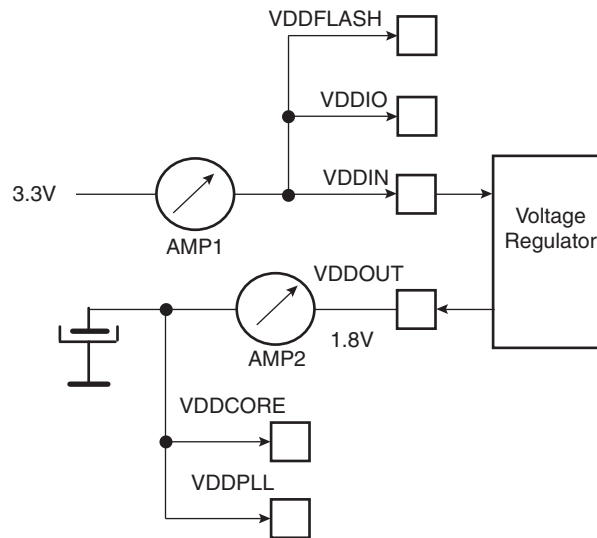 VDDFLASH
VDDIO
VDDIN
3.3V
AMP1
Voltage
Regulator
VDDOUT
1.8V
AMP2
VDDCORE
VDDPLL